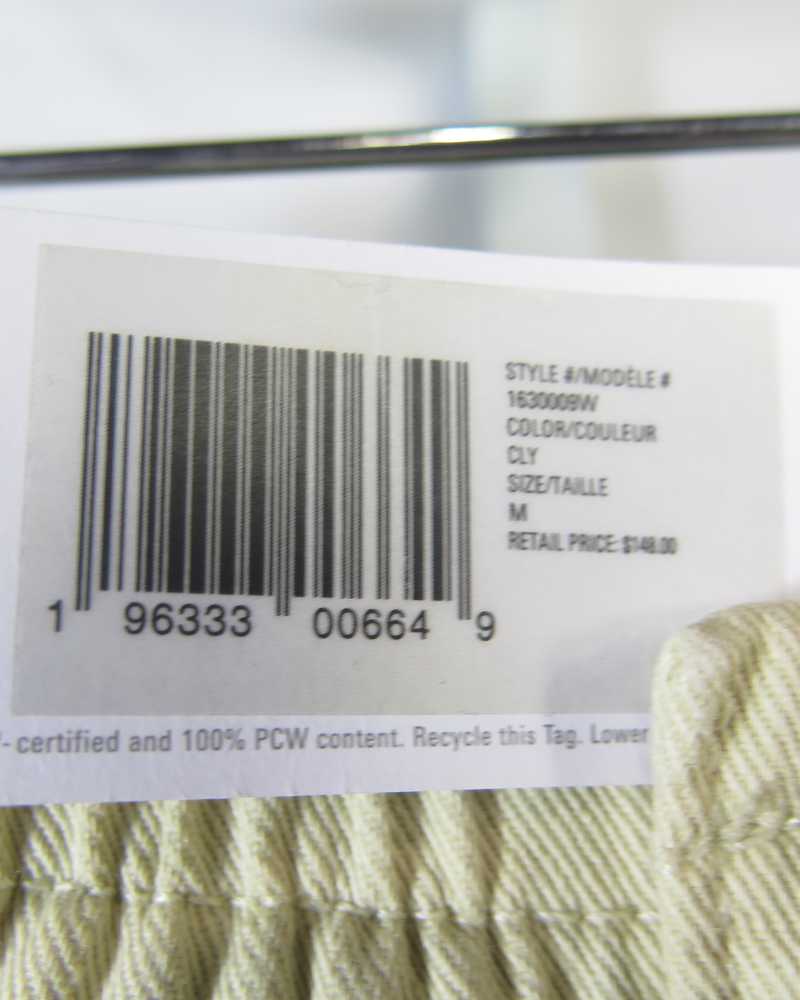 STYLE #/MODÈLE #
1630009W
COLOR/COULEUR
CLY
SIZE/TAILLE
M
RETAIL PRICE: $148.00
1 96333 00664 9
- certified and 100% PCW content. Recycle this Tag. Lower